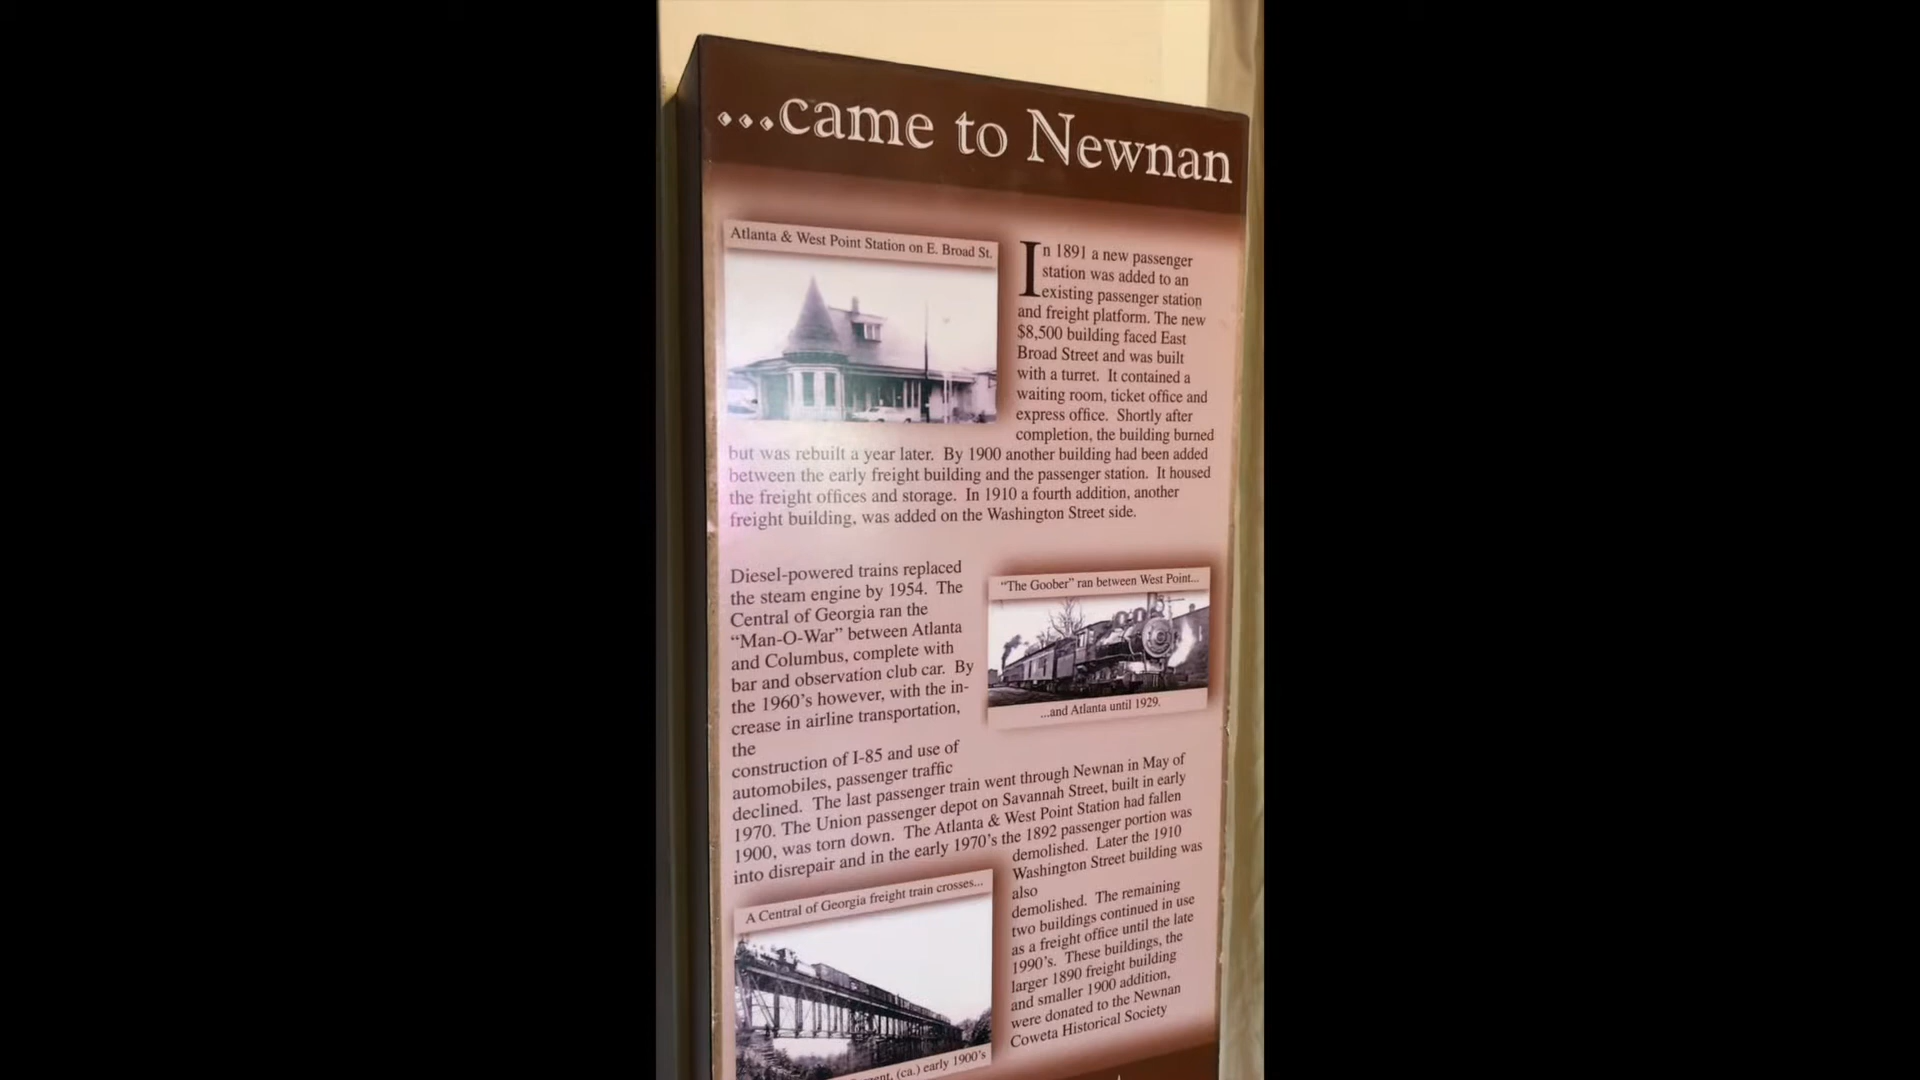 ...came to Newnan
Atlanta & West Point Station on E. Broad St.
In 1891 a new passenger
station was added to an
existing passenger station
and freight platform. The new
$8,500 building faced East
Broad Street and was built
with a turret. It contained a
waiting room, ticket office and
express office. Shortly after
completion, the building burned
but was rebuilt a year later. By 1900 another building had been added
between the early freight building and the passenger station. It housed
the freight offices and storage. In 1910 a fourth addition, another
freight building, was added on the Washington Street side.
Diesel-powered trains replaced
the steam engine by 1954. The
Central of Georgia ran the
“Man-O-War” between Atlanta
and Columbus, complete with
bar and observation club car. By
the 1960’s however, with the in-
crease in airline transportation,
the
construction of I-85 and use of
automobiles, passenger traffic
declined. The last passenger train went through Newnan in May of
1970. The Union passenger depot on Savannah Street, built in early
1900, was torn down. The Atlanta & West Point Station had fallen
into disrepair and in the early 1970’s the 1892 passenger portion was
demolished. Later the 1910
Washington Street building was
also
demolished. The remaining
two buildings continued in use
as a freight office until the late
1990’s. These buildings, the
larger 1890 freight building
and smaller 1900 addition,
were donated to the Newnan
Coweta Historical Society
“The Goober” ran between West Point...
...and Atlanta until 1929.
A Central of Georgia freight train crosses...
(ca.) early 1900’s